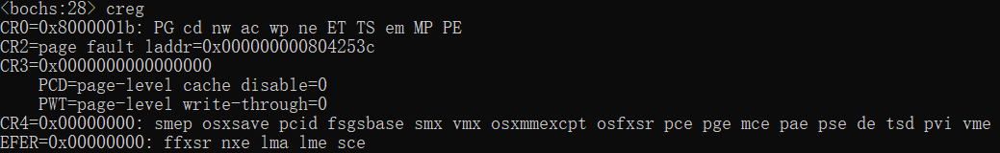 <bochs:28> creg
CR0=0x8000001b: PG cd nw ac wp ne ET TS em MP PE
CR2=page fault laddr=0x000000000804253c
CR3=0x0000000000000000
    PCD=page-level cache disable=0
    PWT=page-level write-through=0
CR4=0x00000000: smep osxsave pcid fsgsbase smx vmx osxmmexcpt osfxsr pce pge mce pae pse de tsd pvi vme
EFER=0x00000000: ffxsr nxe lma lme sce